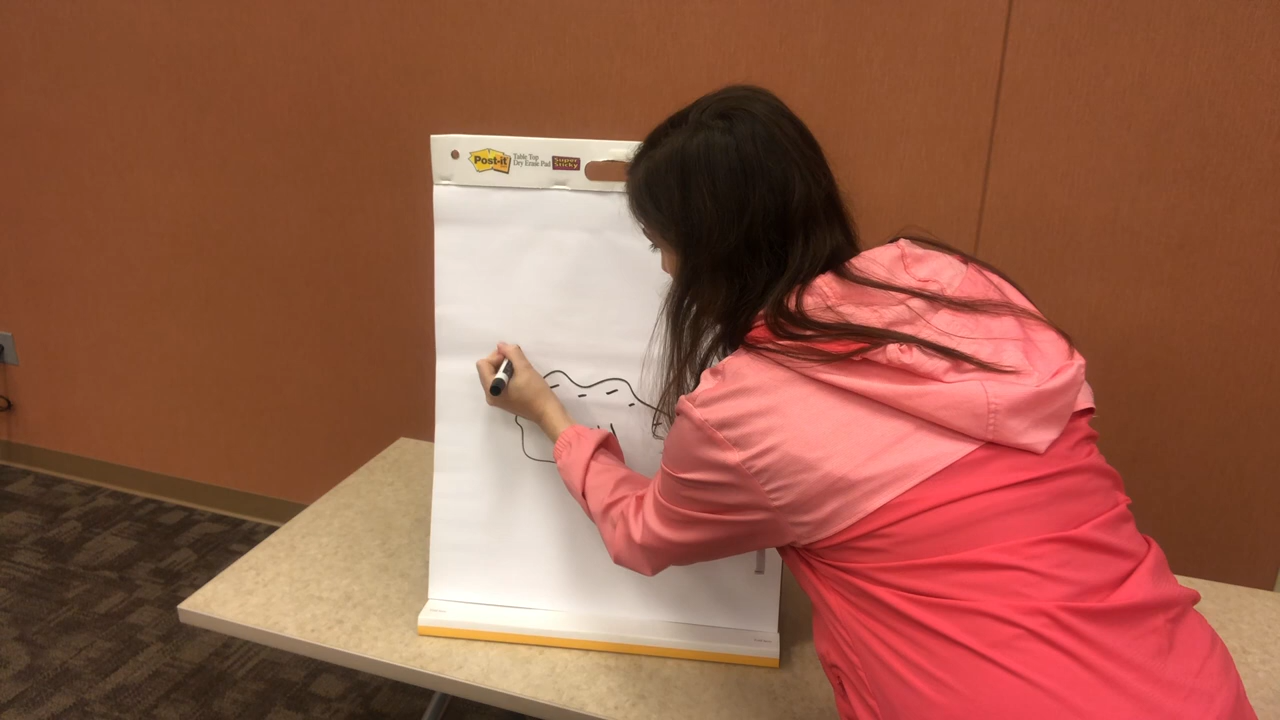 Post-it
Table Top
Dry Erase Pad
Super
Sticky